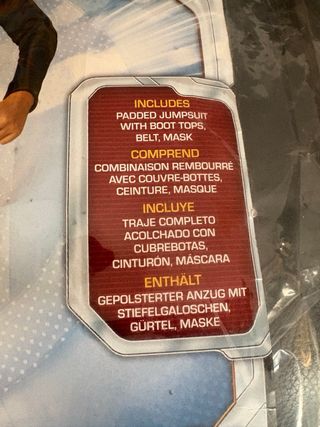 INCLUDES
PADDED JUMPSUIT
WITH BOOT TOPS,
BELT, MASK
COMPREND
COMBINAISON REMBOURRÉ
AVEC COUVRE-BOTTES,
CEINTURE, MASQUE
INCLUYE
TRAJE COMPLETO
ACOLCHADO CON
CUBREBOTAS,
CINTURÓN, MÁSCARA
ENTHÄLT
GEPOLSTERTER ANZUG MIT
STIEFELGALOSCHEN,
GÜRTEL, MASKE